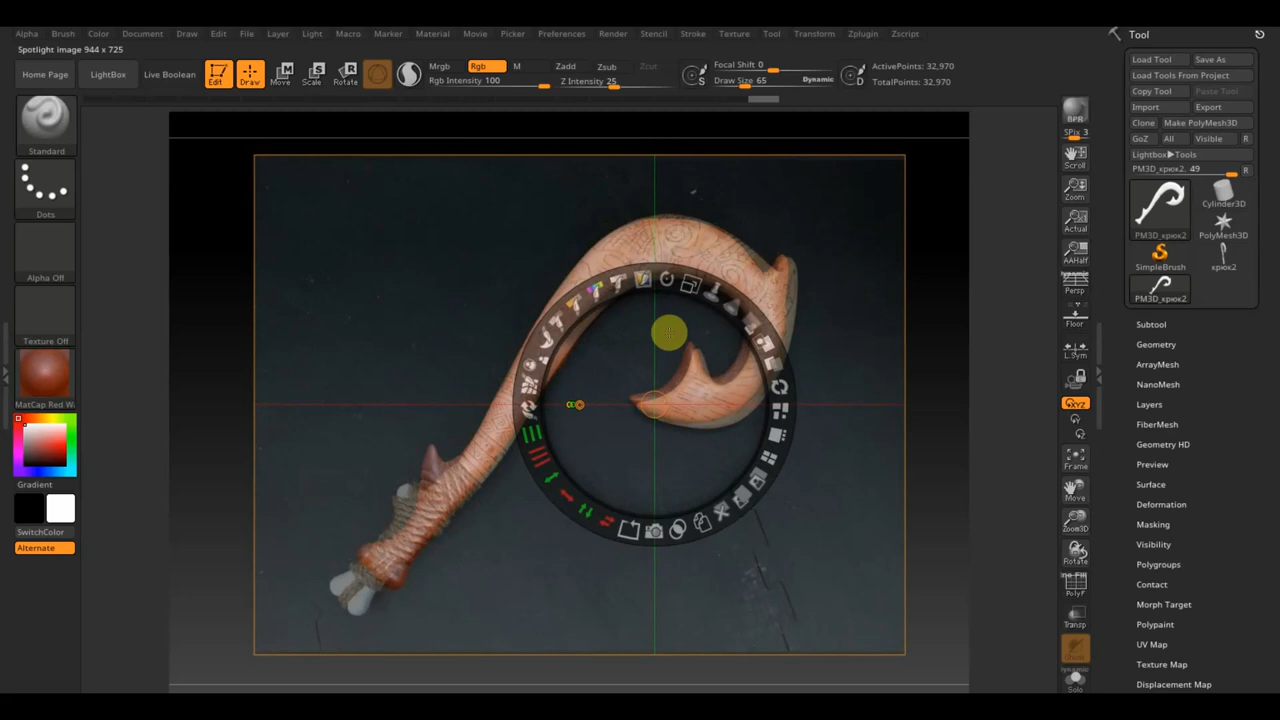 Alpha Brush Color Document Draw Edit File Layer Light Macro Marker Material Movie Picker Preferences Render Stencil Stroke Texture Tool Transform Zplugin Zscript
Spotlight image 944 x 725
Home Page
LightBox
Live Boolean
Edit
Draw
Move
Scale
Rotate
Mrgb Rgb M Zadd Zsub Zcut
Rgb Intensity 100
Z Intensity 25
S
Focal Shift 0
Draw Size 65
Dynamic
D
ActivePoints: 32,970
TotalPoints: 32,970
Standard
Dots
Alpha Off
Texture Off
MatCap Red Wa
Gradient
SwitchColor
Alternate
BPR
SPix 3
Scroll
Zoom
Actual
AAHalf
Dynamic
Persp
Floor
L.Sym
XYZ
Frame
Move
Zoom3D
Rotate
Line Fill
PolyF
Transp
Dynamic
Solo
Tool
Load Tool Save As
Load Tools From Project
Copy Tool Paste Tool
Import Export
Clone Make PolyMesh3D
GoZ All Visible R
Lightbox▶Tools
PM3D_крюк2. 49 R
PM3D_крюк2
Cylinder3D
PolyMesh3D
SimpleBrush
крюк2
PM3D_крюк2
Subtool
Geometry
ArrayMesh
NanoMesh
Layers
FiberMesh
Geometry HD
Preview
Surface
Deformation
Masking
Visibility
Polygroups
Contact
Morph Target
Polypaint
UV Map
Texture Map
Displacement Map